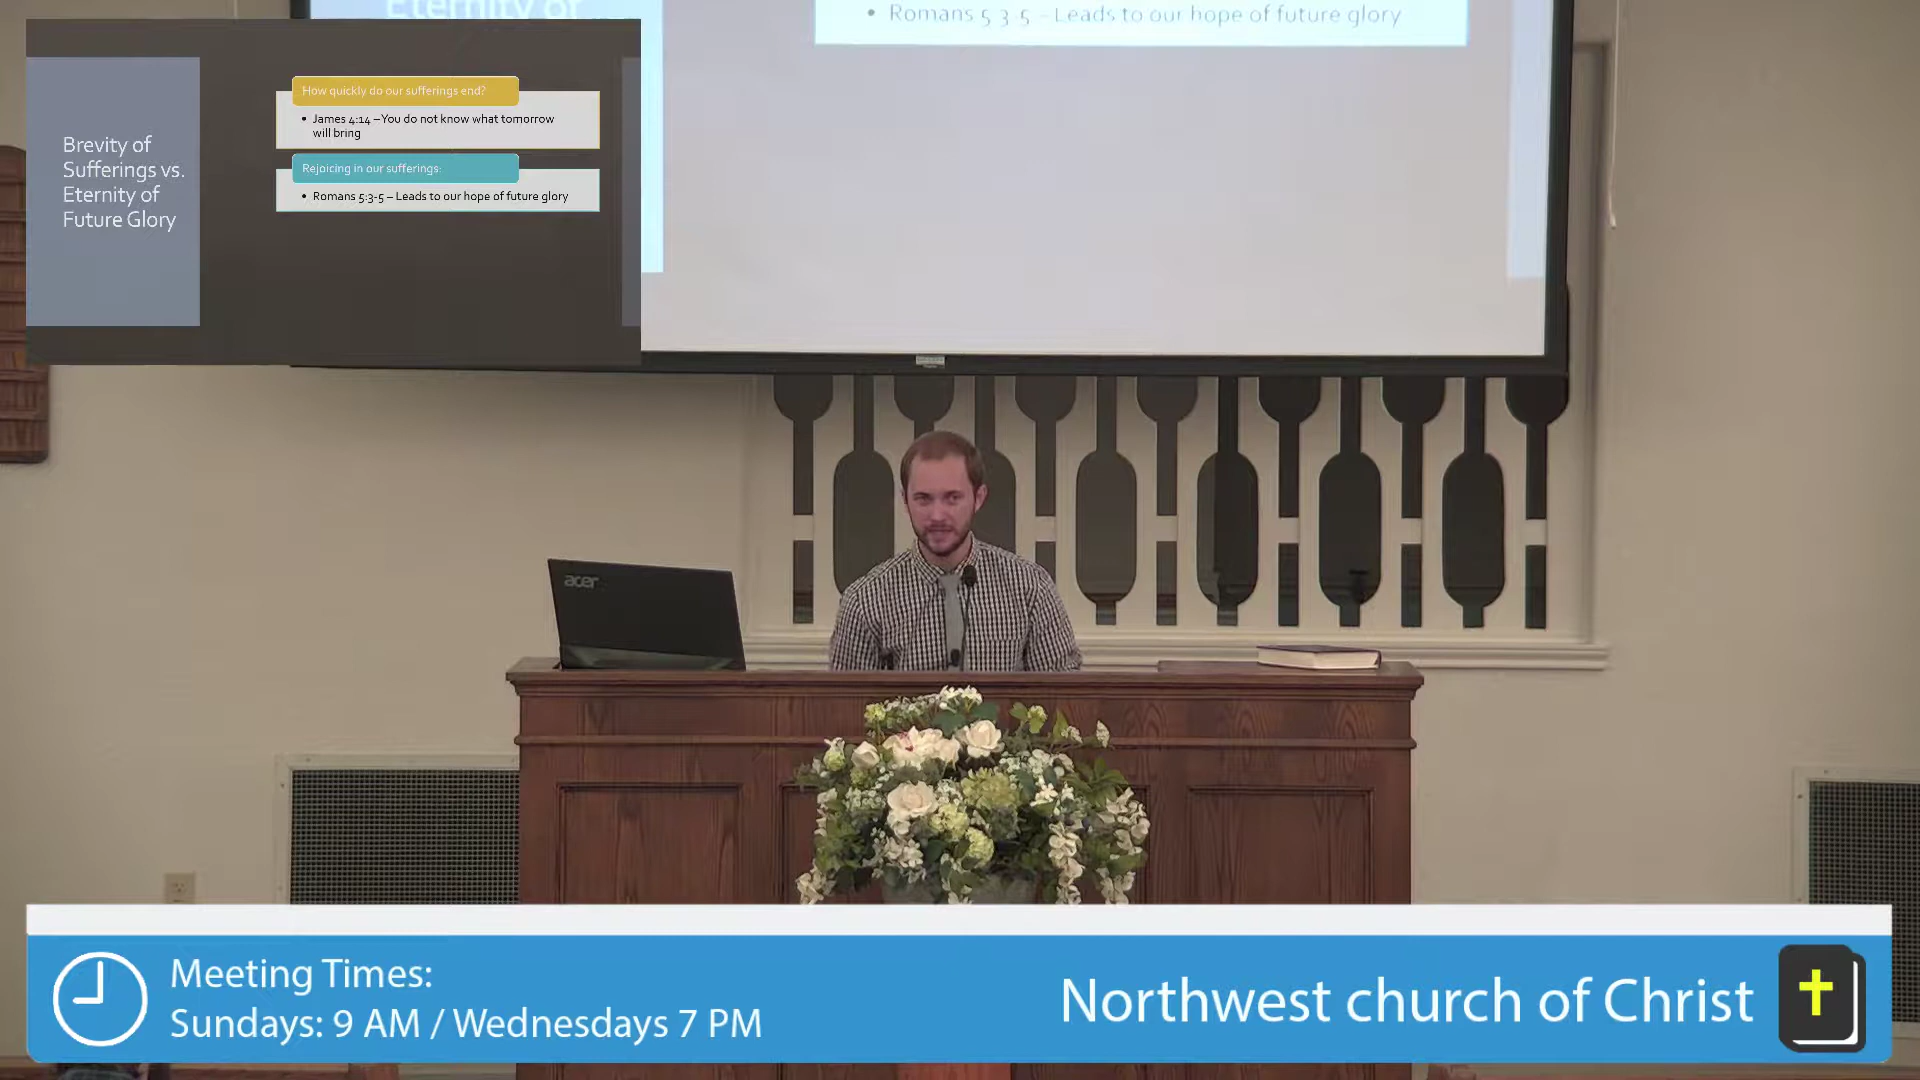 Eternity of
• Romans 5:3-5 – Leads to our hope of future glory
Brevity of
Sufferings vs.
Eternity of
Future Glory
How quickly do our sufferings end?
• James 4:14 – You do not know what tomorrow
will bring
Rejoicing in our sufferings:
• Romans 5:3-5 – Leads to our hope of future glory
acer
Meeting Times:
Sundays: 9 AM / Wednesdays 7 PM
Northwest church of Christ